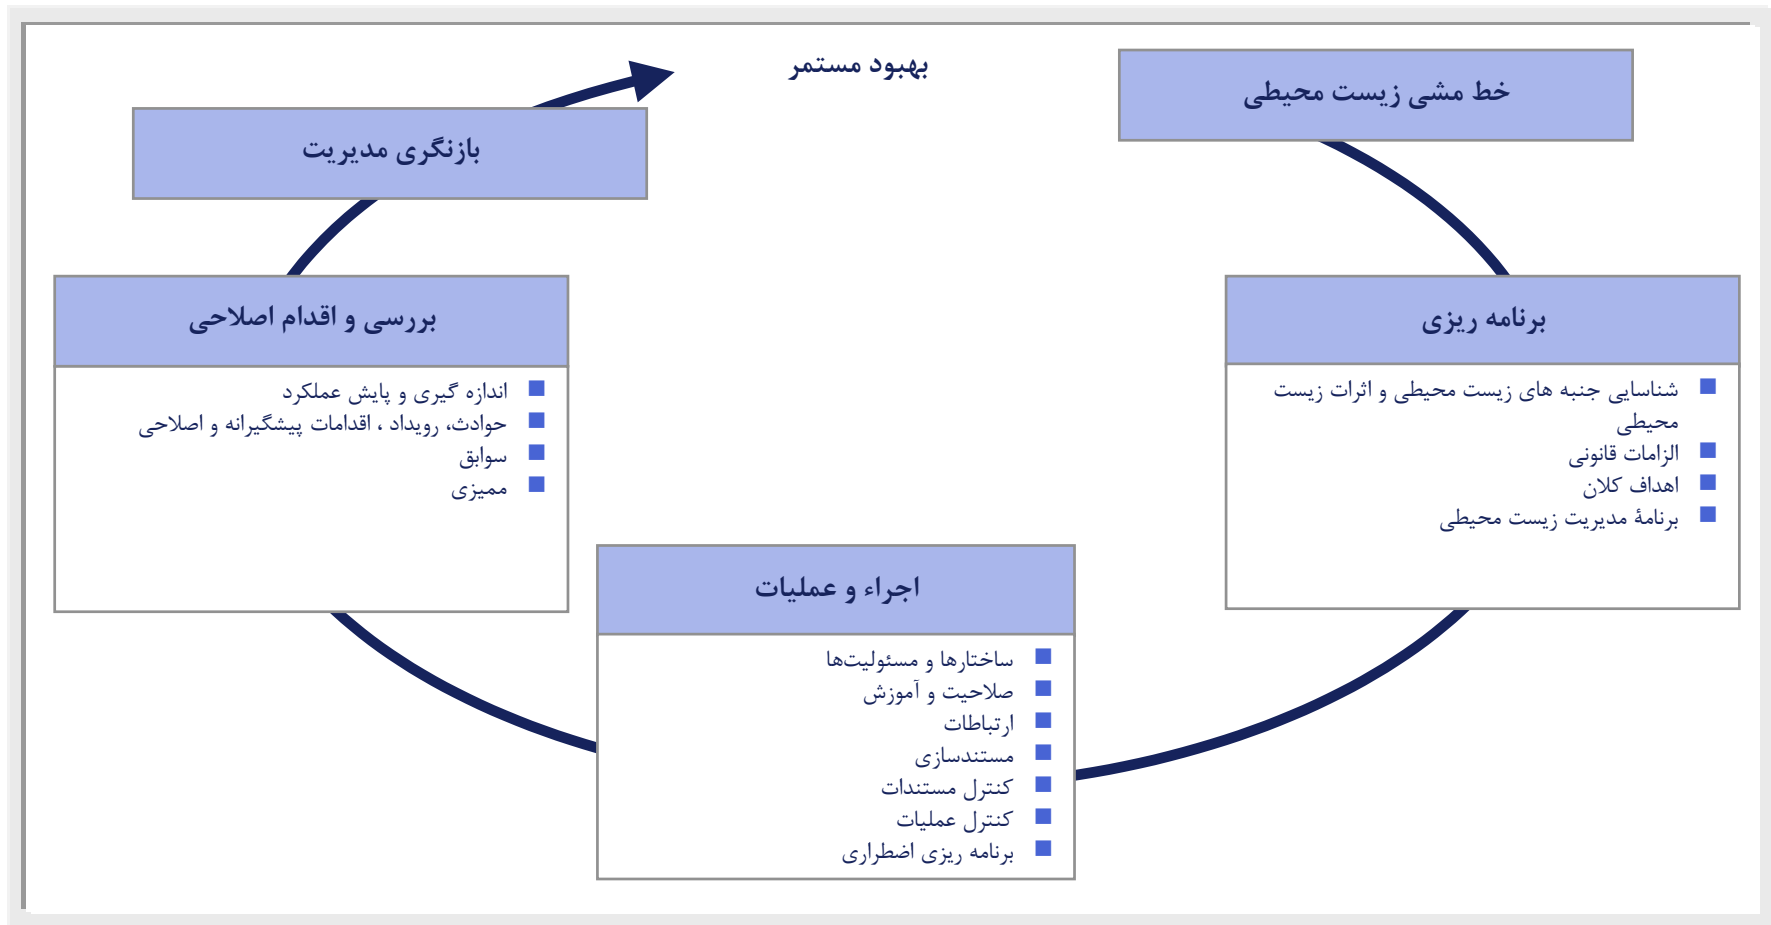 بهبود مستمر
خط مشی زیست محیطی
برنامه ریزی
شناسایی جنبه های زیست محیطی و اثرات زیست
محیطی
الزامات قانونی
اهداف کلان
برنامۀ مدیریت زیست محیطی
اجراء و عملیات
ساختارها و مسئولیت‌ها
صلاحیت و آموزش
ارتباطات
مستندسازی
کنترل مستندات
کنترل عملیات
برنامه ریزی اضطراری
بررسی و اقدام اصلاحی
اندازه گیری و پایش عملکرد
حوادث، رویداد ، اقدامات پیشگیرانه و اصلاحی
سوابق
ممیزی
بازنگری مدیریت